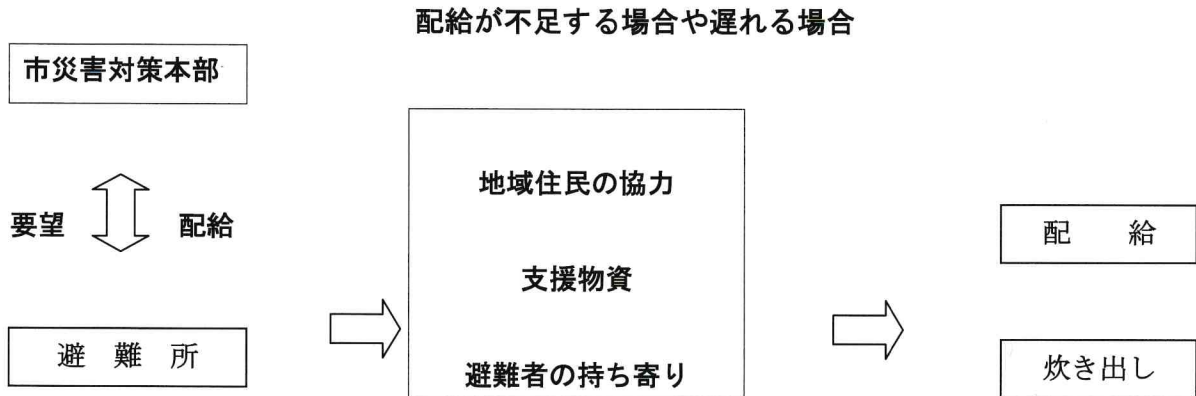 配給が不足する場合や遅れる場合
市災害対策本部
要望
配給
避難所
地域住民の協力
支援物資
避難者の持ち寄り
配給
炊き出し